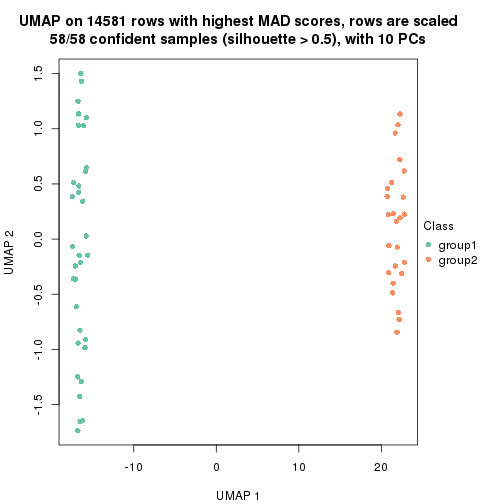 UMAP on 14581 rows with highest MAD scores, rows are scaled
58/58 confident samples (silhouette > 0.5), with 10 PCs
1.5
1.0
0.5
0.0
-0.5
-1.0
-1.5
UMAP 2
Class
group1
group2
-10 0 10 20
UMAP 1